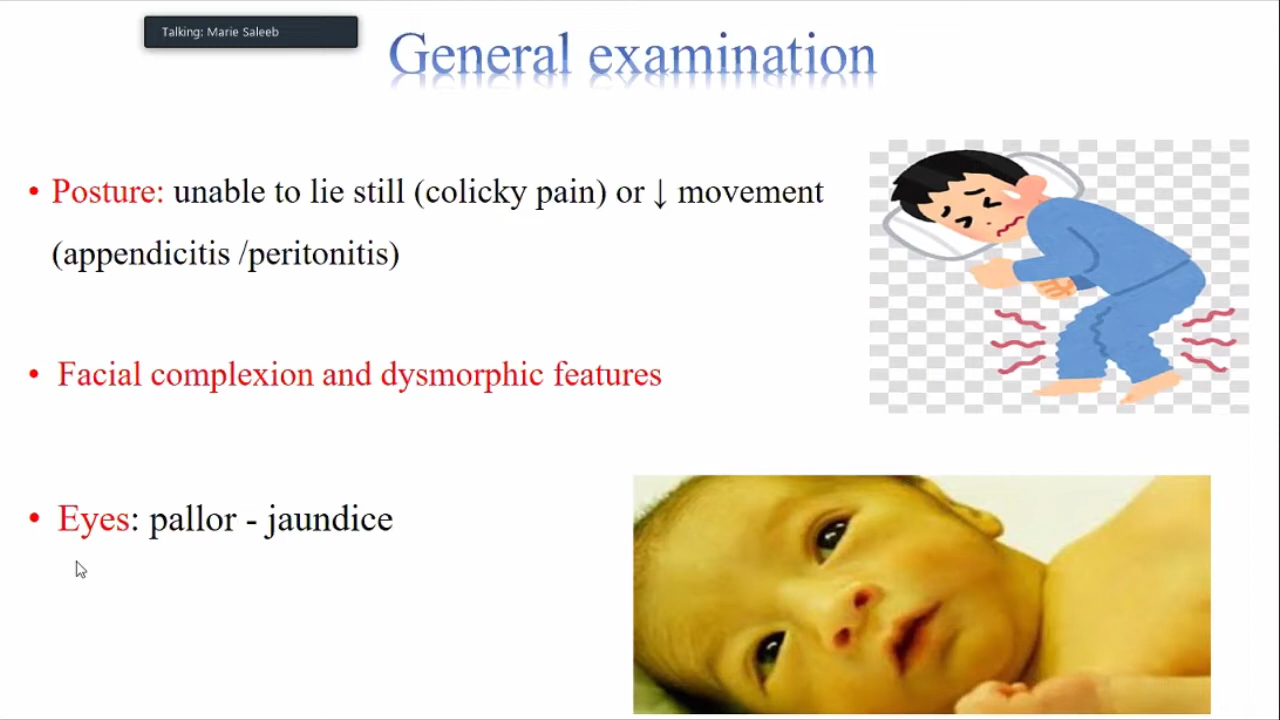 Talking: Marie Saleeb
General examination
• Posture: unable to lie still (colicky pain) or ↓ movement
(appendicitis /peritonitis)
• Facial complexion and dysmorphic features
• Eyes: pallor - jaundice